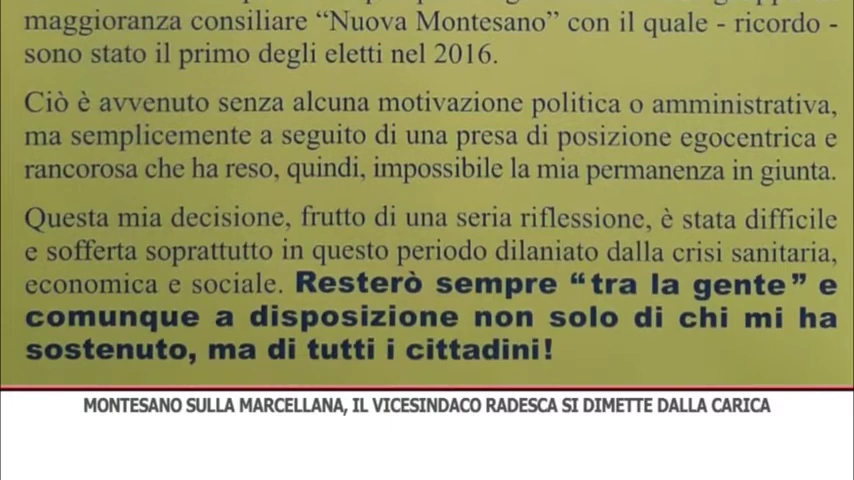 maggioranza consiliare “Nuova Montesano” con il quale - ricordo -
sono stato il primo degli eletti nel 2016.
Ciò è avvenuto senza alcuna motivazione politica o amministrativa,
ma semplicemente a seguito di una presa di posizione egocentrica e
rancorosa che ha reso, quindi, impossibile la mia permanenza in giunta.
Questa mia decisione, frutto di una seria riflessione, è stata difficile
e sofferta soprattutto in questo periodo dilaniato dalla crisi sanitaria,
economica e sociale. Resterò sempre “tra la gente” e
comunque a disposizione non solo di chi mi ha
sostenuto, ma di tutti i cittadini!
MONTESANO SULLA MARCELLANA, IL VICESINDACO RADESCA SI DIMETTE DALLA CARICA